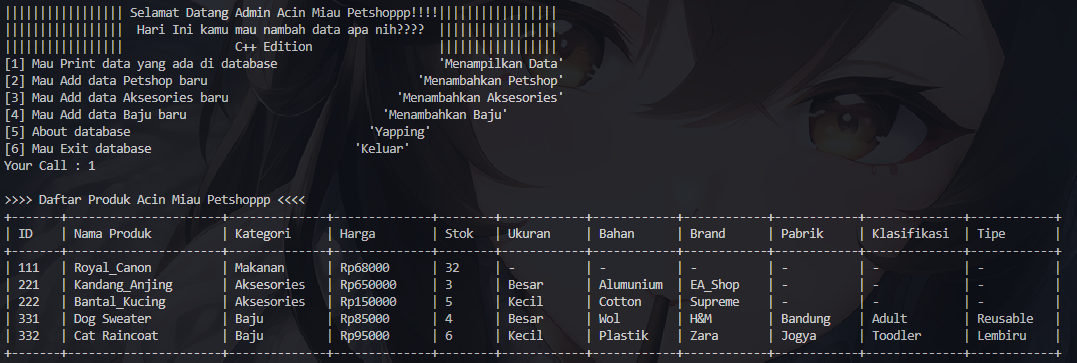 ||||||||||||||||| Selamat Datang Admin Acin Miau Petshoppp!!!!|||||||||||||||||
|||||||||||||||||  Hari Ini kamu mau nambah data apa nih????  |||||||||||||||||
|||||||||||||||||                C++ Edition                  |||||||||||||||||
[1] Mau Print data yang ada di database                       'Menampilkan Data'
[2] Mau Add data Petshop baru                              'Menambahkan Petshop'
[3] Mau Add data Aksesories baru                        'Menambahkan Aksesories'
[4] Mau Add data Baju baru                            'Menambahkan Baju'
[5] About database                                  'Yapping'
[6] Mau Exit database                             'Keluar'
Your Call : 1
>>>> Daftar Produk Acin Miau Petshoppp <<<<
| ID | Nama Produk | Kategori | Harga | Stok | Ukuran | Bahan | Brand | Pabrik | Klasifikasi | Tipe |
| 111 | Royal_Canon | Makanan | Rp68000 | 32 | - | - | - | - | - | - |
| 221 | Kandang_Anjing | Aksesories | Rp650000 | 3 | Besar | Alumunium | EA_Shop | - | - | - |
| 222 | Bantal_Kucing | Aksesories | Rp150000 | 5 | Kecil | Cotton | Supreme | - | - | - |
| 331 | Dog Sweater | Baju | Rp85000 | 4 | Besar | Wol | H&M | Bandung | Adult | Reusable |
| 332 | Cat Raincoat | Baju | Rp95000 | 6 | Kecil | Plastik | Zara | Jogya | Toodler | Lembiru |